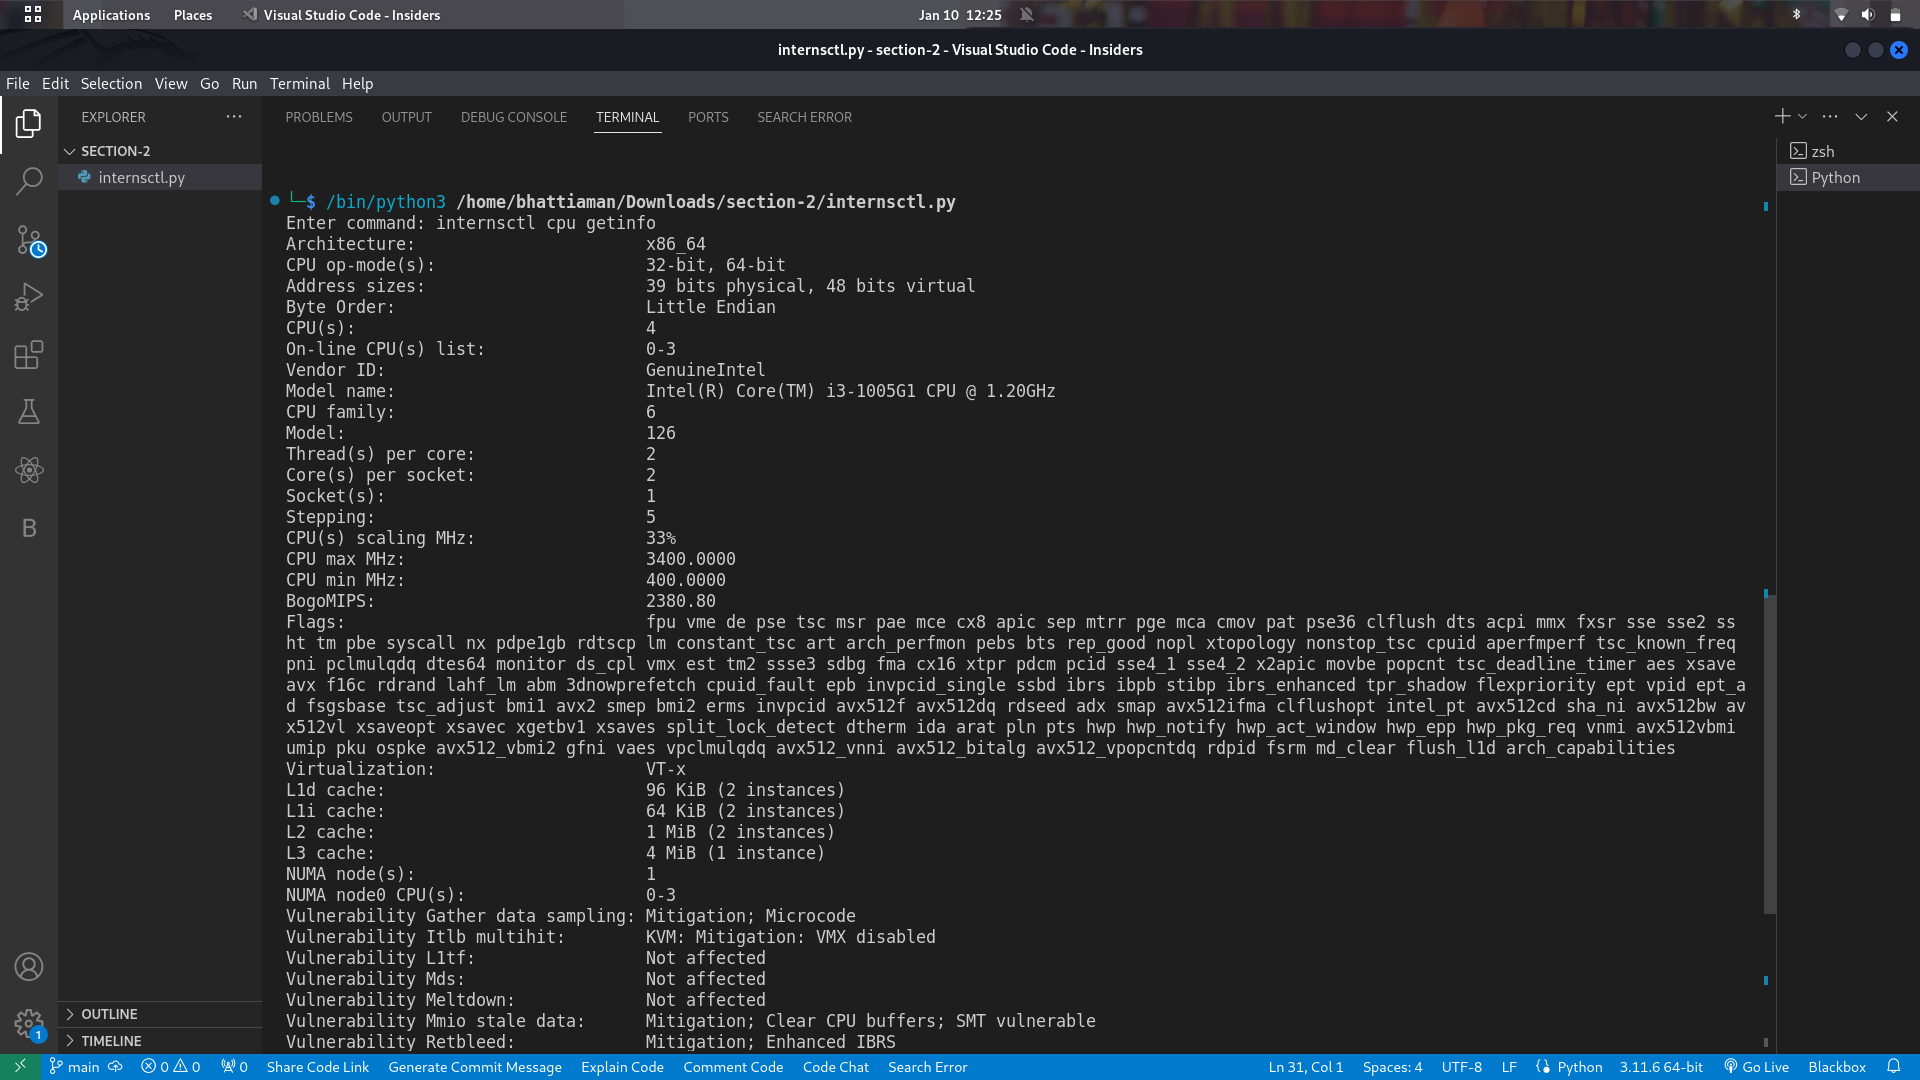 Applications Places Visual Studio Code - Insiders Jan 10 12:25
internsctl.py - section-2 - Visual Studio Code - Insiders
File Edit Selection View Go Run Terminal Help
EXPLORER ... PROBLEMS OUTPUT DEBUG CONSOLE TERMINAL PORTS SEARCH ERROR
SECTION-2
internsctl.py
zsh
Python
└─$ /bin/python3 /home/bhattiaman/Downloads/section-2/internsctl.py
Enter command: internsctl cpu getinfo
Architecture: x86_64
CPU op-mode(s): 32-bit, 64-bit
Address sizes: 39 bits physical, 48 bits virtual
Byte Order: Little Endian
CPU(s): 4
On-line CPU(s) list: 0-3
Vendor ID: GenuineIntel
Model name: Intel(R) Core(TM) i3-1005G1 CPU @ 1.20GHz
CPU family: 6
Model: 126
Thread(s) per core: 2
Core(s) per socket: 2
Socket(s): 1
Stepping: 5
CPU(s) scaling MHz: 33%
CPU max MHz: 3400.0000
CPU min MHz: 400.0000
BogoMIPS: 2380.80
Flags: fpu vme de pse tsc msr pae mce cx8 apic sep mtrr pge mca cmov pat pse36 clflush dts acpi mmx fxsr sse sse2 ss
ht tm pbe syscall nx pdpe1gb rdtscp lm constant_tsc art arch_perfmon pebs bts rep_good nopl xtopology nonstop_tsc cpuid aperfmperf tsc_known_freq
pni pclmulqdq dtes64 monitor ds_cpl vmx est tm2 ssse3 sdbg fma cx16 xtpr pdcm pcid sse4_1 sse4_2 x2apic movbe popcnt tsc_deadline_timer aes xsave
avx f16c rdrand lahf_lm abm 3dnowprefetch cpuid_fault epb invpcid_single ssbd ibrs ibpb stibp ibrs_enhanced tpr_shadow flexpriority ept vpid ept_a
d fsgsbase tsc_adjust bmi1 avx2 smep bmi2 erms invpcid avx512f avx512dq rdseed adx smap avx512ifma clflushopt intel_pt avx512cd sha_ni avx512bw av
x512vl xsaveopt xsavec xgetbv1 xsaves split_lock_detect dtherm ida arat pln pts hwp hwp_notify hwp_act_window hwp_epp hwp_pkg_req vnmi avx512vbmi
umip pku ospke avx512_vbmi2 gfni vaes vpclmulqdq avx512_vnni avx512_bitalg avx512_vpopcntdq rdpid fsrm md_clear flush_l1d arch_capabilities
Virtualization: VT-x
L1d cache: 96 KiB (2 instances)
L1i cache: 64 KiB (2 instances)
L2 cache: 1 MiB (2 instances)
L3 cache: 4 MiB (1 instance)
NUMA node(s): 1
NUMA node0 CPU(s): 0-3
Vulnerability Gather data sampling: Mitigation; Microcode
Vulnerability Itlb multihit: KVM: Mitigation: VMX disabled
Vulnerability L1tf: Not affected
Vulnerability Mds: Not affected
Vulnerability Meltdown: Not affected
Vulnerability Mmio stale data: Mitigation; Clear CPU buffers; SMT vulnerable
Vulnerability Retbleed: Mitigation; Enhanced IBRS
B
OUTLINE
1
TIMELINE
main 0 0 0 Share Code Link Generate Commit Message Explain Code Comment Code Code Chat Search Error Ln 31, Col 1 Spaces: 4 UTF-8 LF Python 3.11.6 64-bit Go Live Blackbox